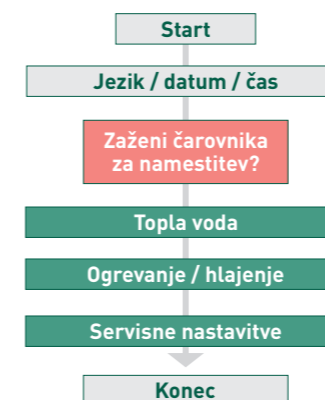 Start
Jezik / datum / čas
Zaženi čarovnika
za namestitev?
Topla voda
Ogrevanje / hlajenje
Servisne nastavitve
Konec